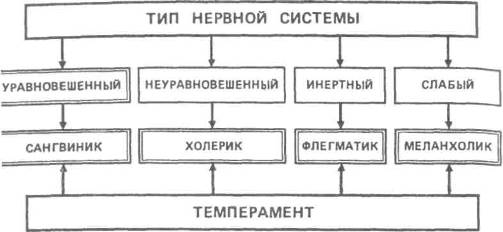 ТИП НЕРВНОЙ СИСТЕМЫ
УРАВНОВЕШЕННЫЙ
НЕУРАВНОВЕШЕННЫЙ
ИНЕРТНЫЙ
СЛАБЫЙ
САНГВИНИК
ХОЛЕРИК
ФЛЕГМАТИК
МЕЛАНХОЛИК
ТЕМПЕРАМЕНТ